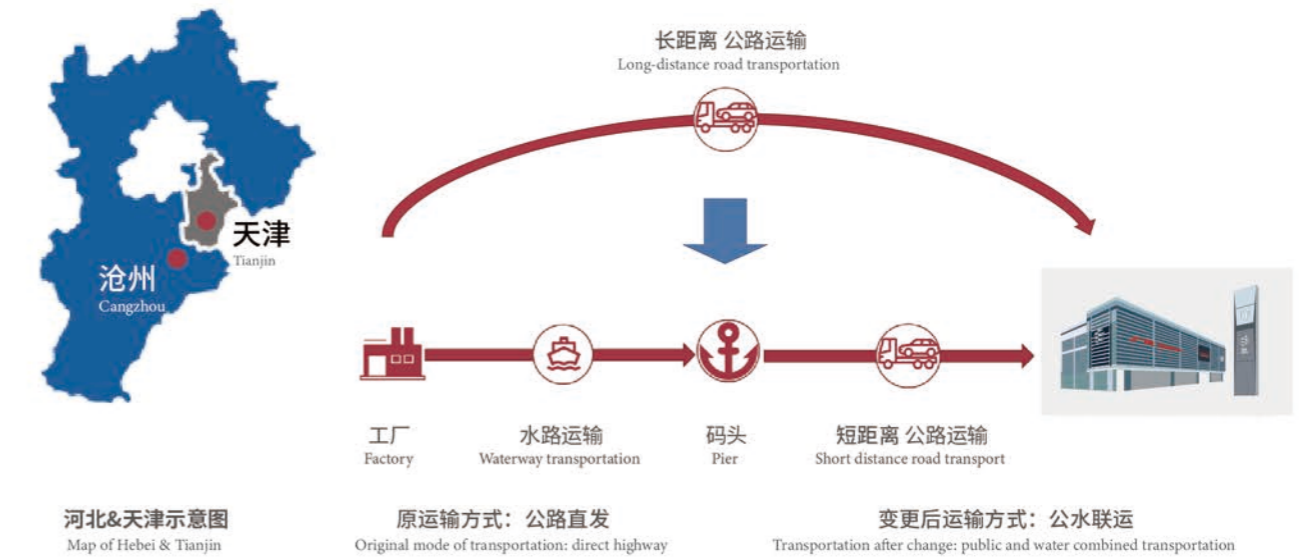 长距离 公路运输
Long-distance road transportation
天津
Tianjin
沧州
Cangzhou
工厂
Factory
水路运输
Waterway transportation
码头
Pier
短距离 公路运输
Short distance road transport
河北&天津示意图
Map of Hebei & Tianjin
原运输方式：公路直发
Original mode of transportation: direct highway
变更后运输方式：公水联运
Transportation after change: public and water combined transportation